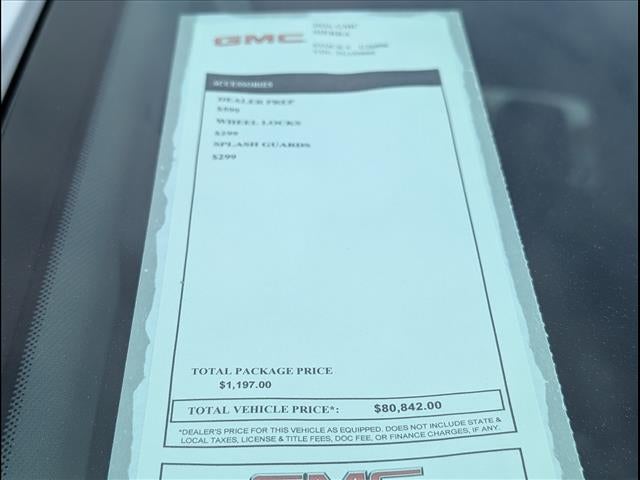 GMC
ACCESSORIES
DEALER PREP
$599
WHEEL LOCKS
$299
SPLASH GUARDS
$299
TOTAL PACKAGE PRICE
$1,197.00
TOTAL VEHICLE PRICE*: $80,842.00
*DEALER'S PRICE FOR THIS VEHICLE AS EQUIPPED. DOES NOT INCLUDE STATE &
LOCAL TAXES, LICENSE & TITLE FEES, DOC FEE, OR FINANCE CHARGES, IF ANY.
GMC